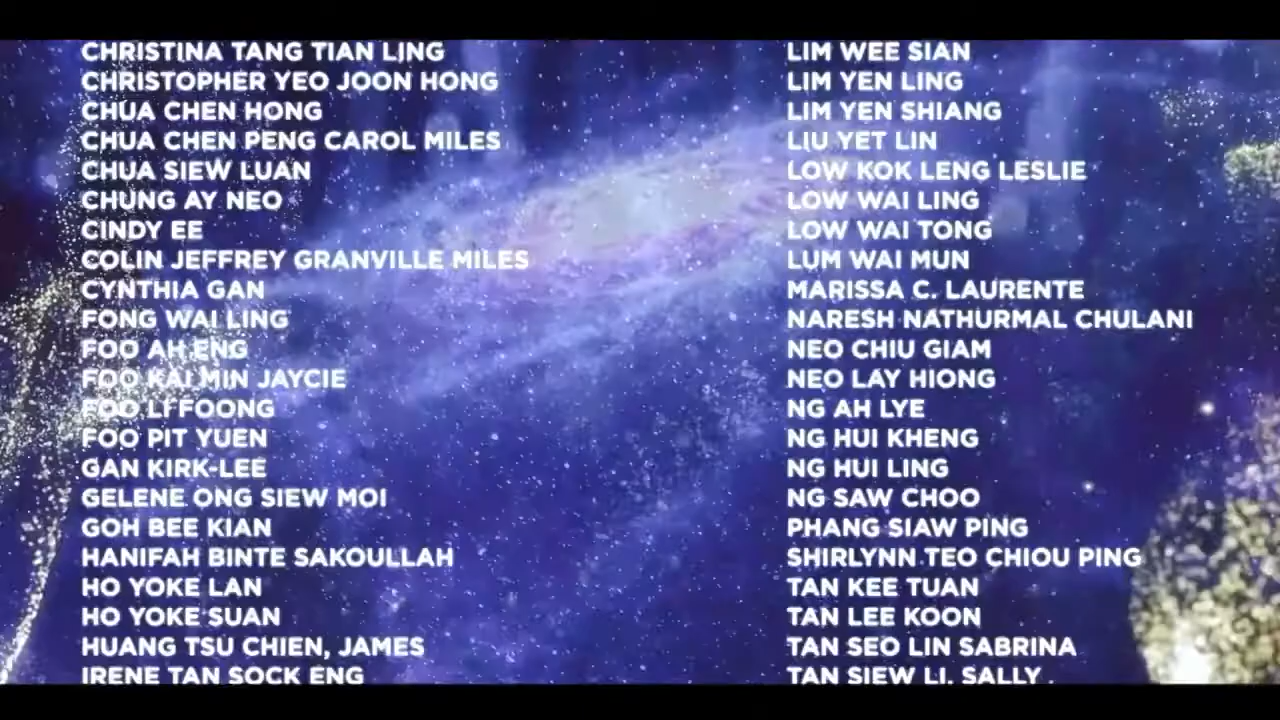 CHRISTINA TANG TIAN LING
CHRISTOPHER YEO JOON HONG
CHUA CHEN HONG
CHUA CHEN PENG CAROL MILES
CHUA SIEW LUAN
CHUNG AY NEO
CINDY EE
COLIN JEFFREY GRANVILLE MILES
CYNTHIA GAN
FONG WAI LING
FOO AH ENG
FOO KAI MIN JAYCIE
FOO LI FOONG
FOO PIT YUEN
GAN KIRK-LEE
GELENE ONG SIEW MOI
GOH BEE KIAN
HANIFAH BINTE SAKOULLAH
HO YOKE LAN
HO YOKE SUAN
HUANG TSU CHIEN, JAMES
IRENE TAN SOCK ENG
LIM WEE SIAN
LIM YEN LING
LIM YEN SHIANG
LIU YET LIN
LOW KOK LENG LESLIE
LOW WAI LING
LOW WAI TONG
LUM WAI MUN
MARISSA C. LAURENTE
NARESH NATHURMAL CHULANI
NEO CHIU GIAM
NEO LAY HIONG
NG AH LYE
NG HUI KHENG
NG HUI LING
NG SAW CHOO
PHANG SIAW PING
SHIRLYNN TEO CHIOU PING
TAN KEE TUAN
TAN LEE KOON
TAN SEO LIN SABRINA
TAN SIEW LI, SALLY